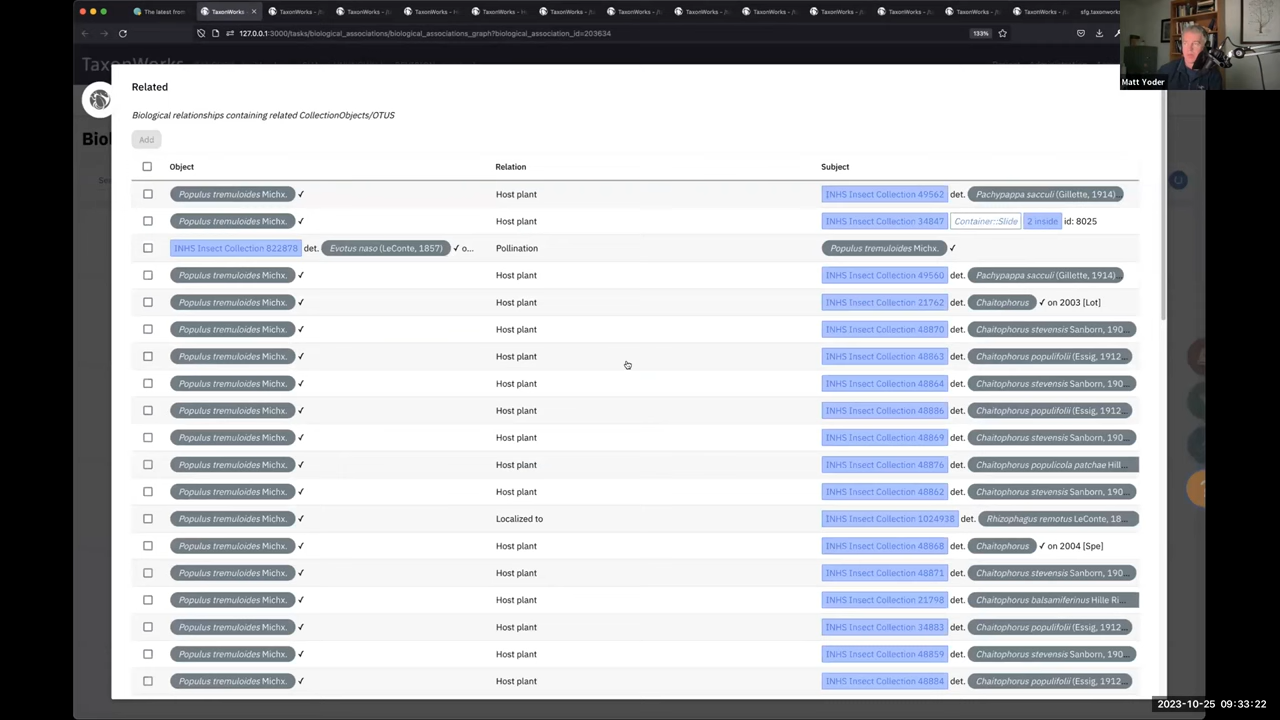 The latest from
TaxonWorks
TaxonWorks - jfo
TaxonWorks - jfo
TaxonWorks - H
TaxonWorks - H
sfg.taxonworks
127.0.0.1:3000/tasks/biological_associations/biological_associations_graph?biological_association_id=203634
133%
TaxonWorks
Matt Yoder
Related
Biological relationships containing related CollectionObjects/OTUS
Add
Object Relation Subject
Populus tremuloides Michx. ✓ Host plant INHS Insect Collection 49562 det. Pachypappa sacculi (Gillette, 1914)
Populus tremuloides Michx. ✓ Host plant INHS Insect Collection 34847 Container::Slide 2 inside id: 8025
INHS Insect Collection 822878 det. Evotus naso (LeConte, 1857) ✓ o... Pollination Populus tremuloides Michx. ✓
Populus tremuloides Michx. ✓ Host plant INHS Insect Collection 49560 det. Pachypappa sacculi (Gillette, 1914)
Populus tremuloides Michx. ✓ Host plant INHS Insect Collection 21762 det. Chaitophorus ✓ on 2003 [Lot]
Populus tremuloides Michx. ✓ Host plant INHS Insect Collection 48870 det. Chaitophorus stevensis Sanborn, 190...
Populus tremuloides Michx. ✓ Host plant INHS Insect Collection 48863 det. Chaitophorus populifolii (Essig, 1912...
Populus tremuloides Michx. ✓ Host plant INHS Insect Collection 48864 det. Chaitophorus stevensis Sanborn, 190...
Populus tremuloides Michx. ✓ Host plant INHS Insect Collection 48886 det. Chaitophorus populifolii (Essig, 1912...
Populus tremuloides Michx. ✓ Host plant INHS Insect Collection 48869 det. Chaitophorus stevensis Sanborn, 190...
Populus tremuloides Michx. ✓ Host plant INHS Insect Collection 48876 det. Chaitophorus populicola patchae Hill...
Populus tremuloides Michx. ✓ Host plant INHS Insect Collection 48862 det. Chaitophorus stevensis Sanborn, 190...
Populus tremuloides Michx. ✓ Localized to INHS Insect Collection 1024938 det. Rhizophagus remotus LeConte, 18...
Populus tremuloides Michx. ✓ Host plant INHS Insect Collection 48868 det. Chaitophorus ✓ on 2004 [Spe]
Populus tremuloides Michx. ✓ Host plant INHS Insect Collection 48871 det. Chaitophorus stevensis Sanborn, 190...
Populus tremuloides Michx. ✓ Host plant INHS Insect Collection 21798 det. Chaitophorus balsamiferinus Hille Ri...
Populus tremuloides Michx. ✓ Host plant INHS Insect Collection 34883 det. Chaitophorus populifolii (Essig, 1912...
Populus tremuloides Michx. ✓ Host plant INHS Insect Collection 48859 det. Chaitophorus stevensis Sanborn, 190...
Populus tremuloides Michx. ✓ Host plant INHS Insect Collection 48884 det. Chaitophorus populifolii (Essig, 1912...
2023-10-25 09:33:22